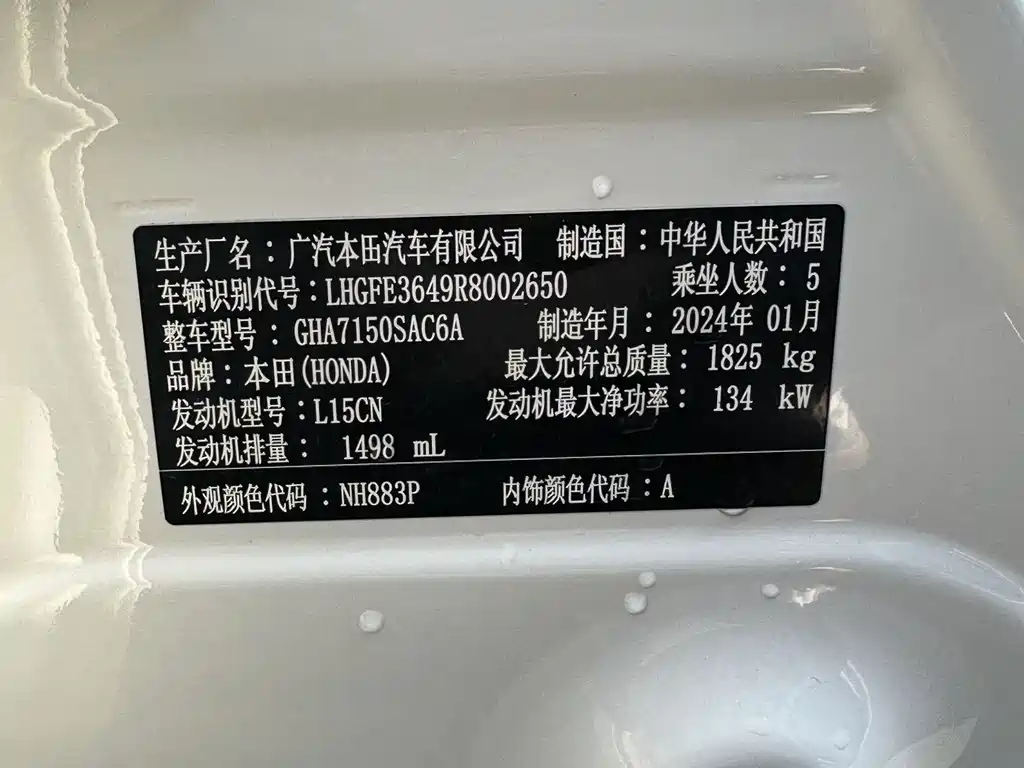 生产厂名：广汽本田汽车有限公司 制造国：中华人民共和国
车辆识别代号：LHGFE3649R8002650 乘坐人数：5
整车型号：GHA7150SAC6A 制造年月：2024年 01月
品牌：本田(HONDA) 最大允许总质量：1825 kg
发动机型号：L15CN 发动机最大净功率：134 kW
发动机排量：1498 mL
外观颜色代码：NH883P 内饰颜色代码：A